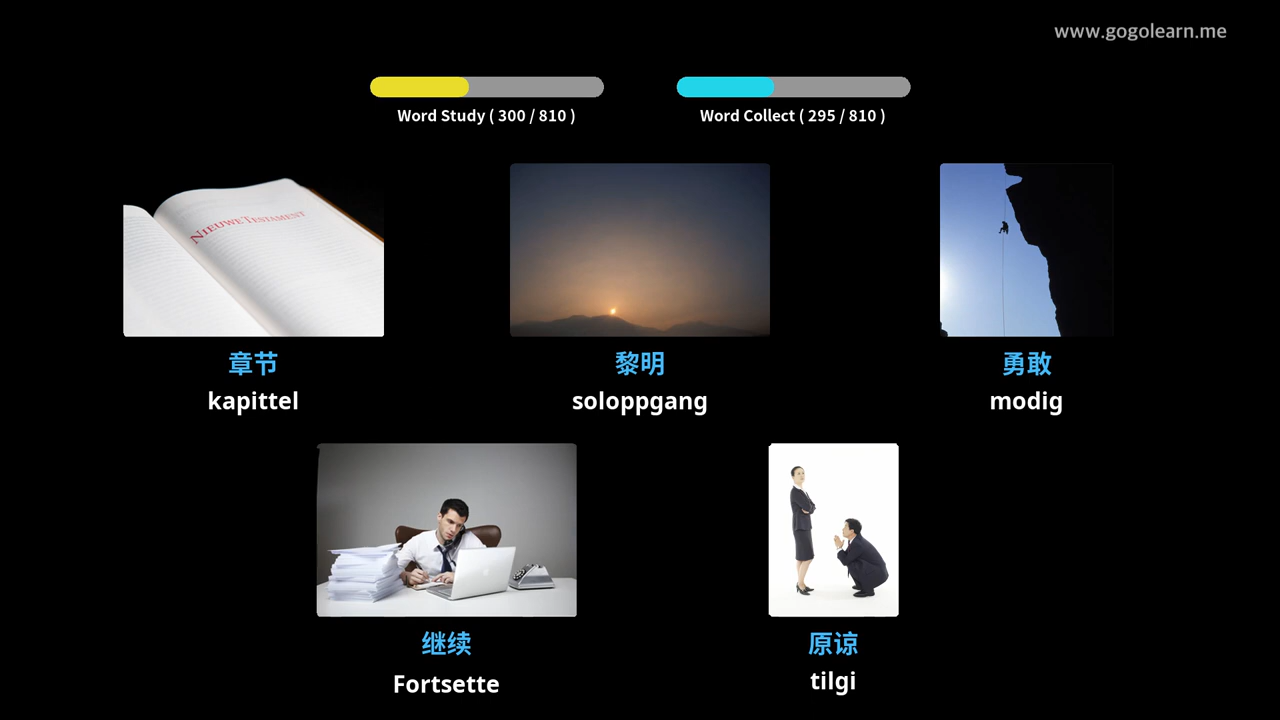 www.gogolearn.me
Word Study ( 300 / 810 )
Word Collect ( 295 / 810 )
NIEUWE TESTAMENT
章节
kapittel
黎明
soloppgang
勇敢
modig
继续
Fortsette
原谅
tilgi